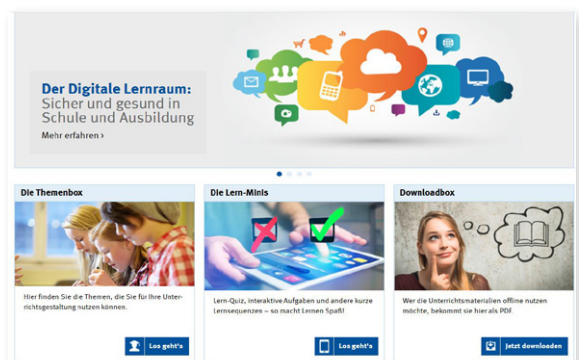 Der Digitale Lernraum:
Sicher und gesund in
Schule und Ausbildung
Mehr erfahren ›
Die Themenbox
Hier finden Sie die Themen, die Sie für Ihre Unter-
richtsgestaltung nutzen können.
Los geht's
Die Lern-Minis
Lern-Quiz, interaktive Aufgaben und andere kurze
Lernsequenzen – so macht Lernen Spaß!
Los geht's
Downloadbox
Wer die Unterrichtsmaterialien offline nutzen
möchte, bekommt sie hier als PDF.
Jetzt downloaden